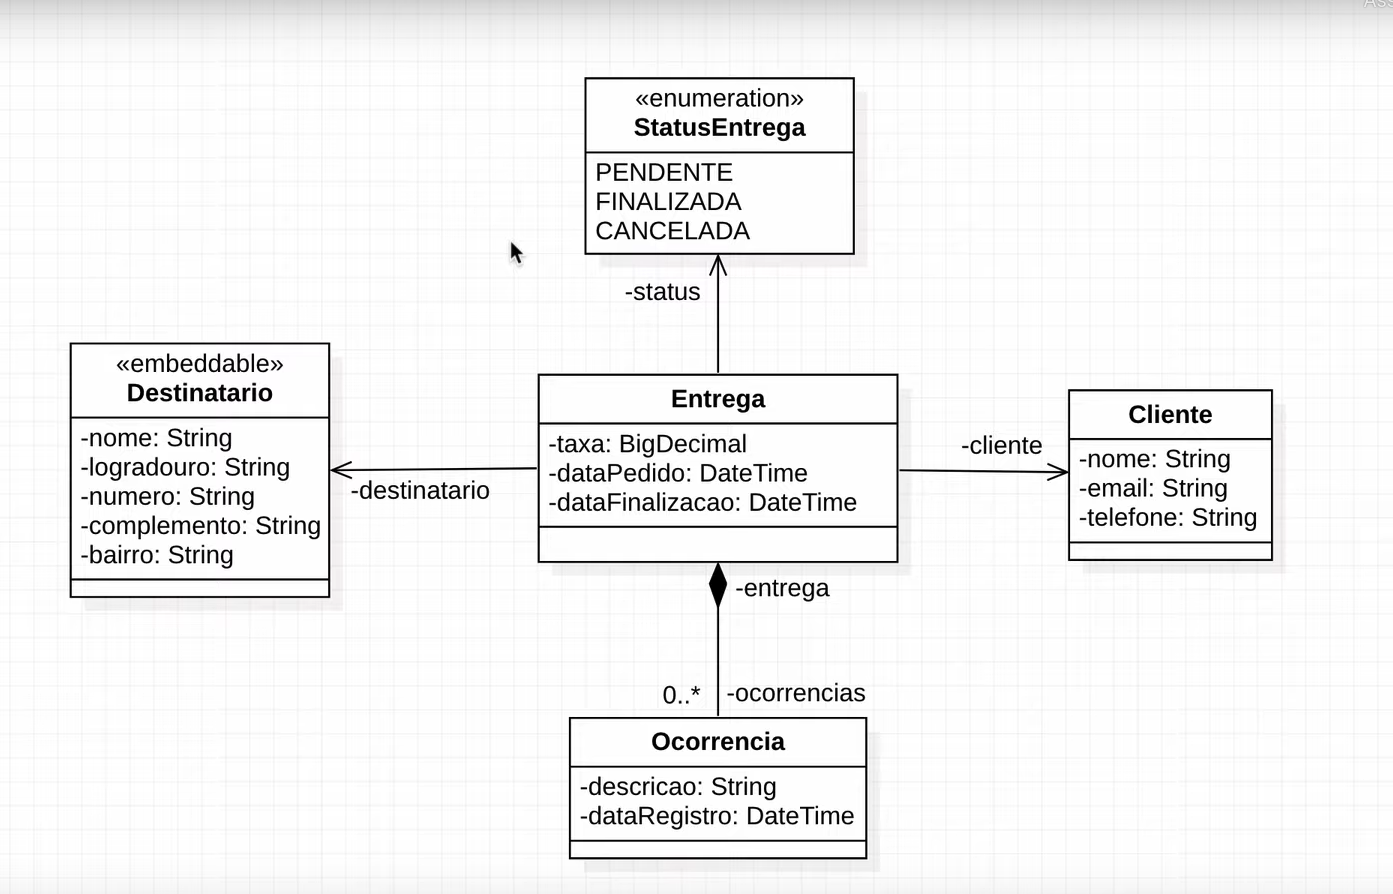 «enumeration»
StatusEntrega
PENDENTE
FINALIZADA
CANCELADA
-status
«embeddable»
Destinatario
-nome: String
-logradouro: String
-numero: String
-complemento: String
-bairro: String
-destinatario
Entrega
-taxa: BigDecimal
-dataPedido: DateTime
-dataFinalizacao: DateTime
-cliente
Cliente
-nome: String
-email: String
-telefone: String
-entrega
0..*
-ocorrencias
Ocorrencia
-descricao: String
-dataRegistro: DateTime